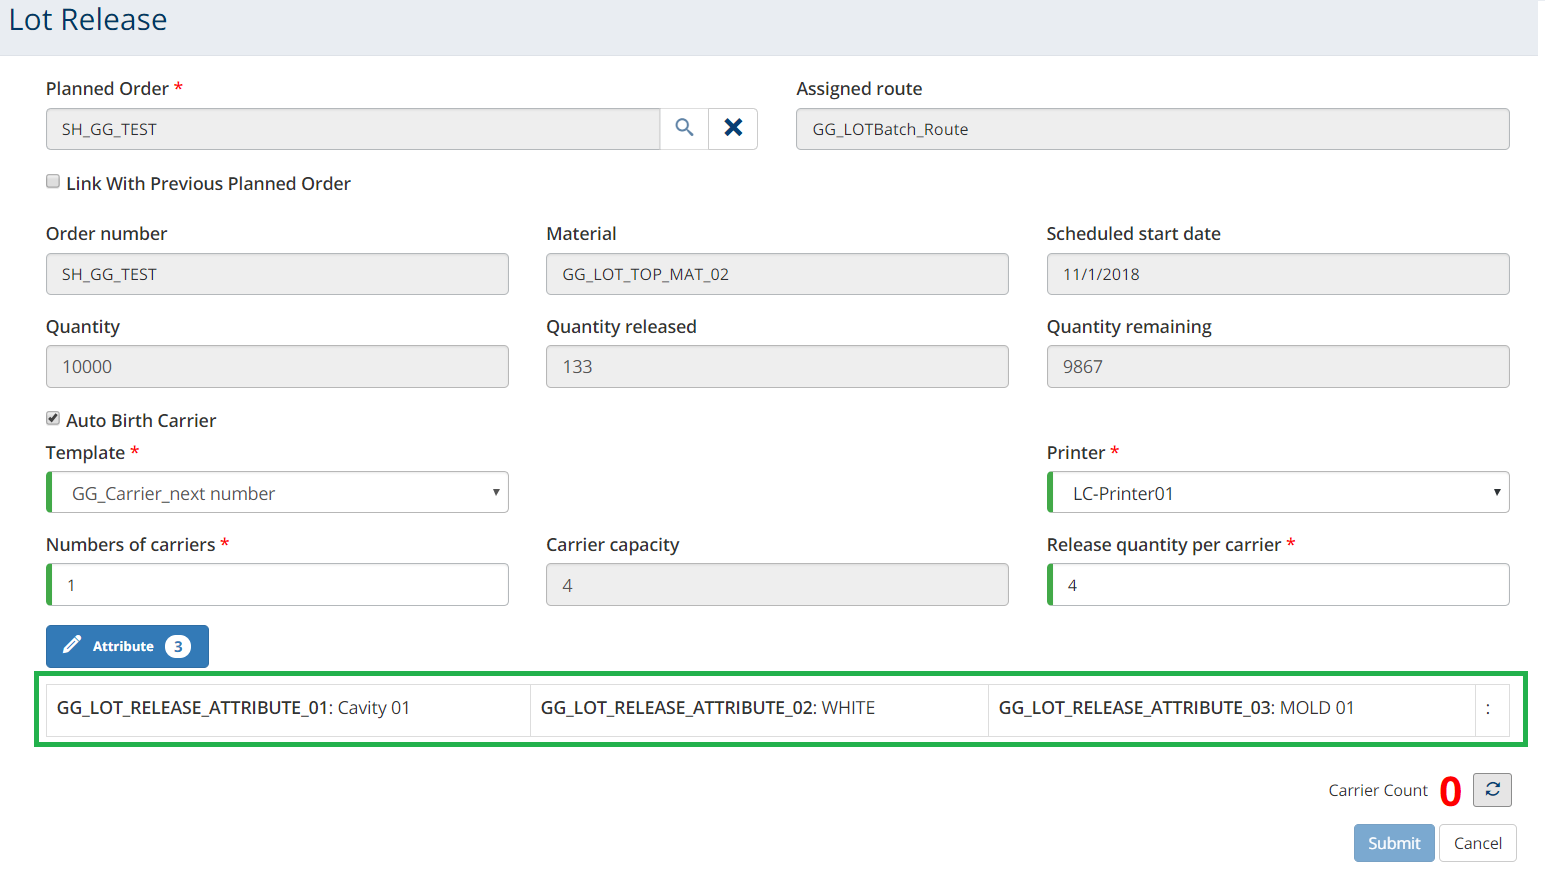 Lot Release
Planned Order * Assigned route
SH_GG_TEST GG_LOTBatch_Route
Link With Previous Planned Order
Order number Material Scheduled start date
SH_GG_TEST GG_LOT_TOP_MAT_02 11/1/2018
Quantity Quantity released Quantity remaining
10000 133 9867
Auto Birth Carrier
Template * Printer *
GG_Carrier_next number LC-Printer01
Numbers of carriers * Carrier capacity Release quantity per carrier *
1 4 4
Attribute 3
GG_LOT_RELEASE_ATTRIBUTE_01: Cavity 01 GG_LOT_RELEASE_ATTRIBUTE_02: WHITE GG_LOT_RELEASE_ATTRIBUTE_03: MOLD 01 :
Carrier Count 0
Submit Cancel